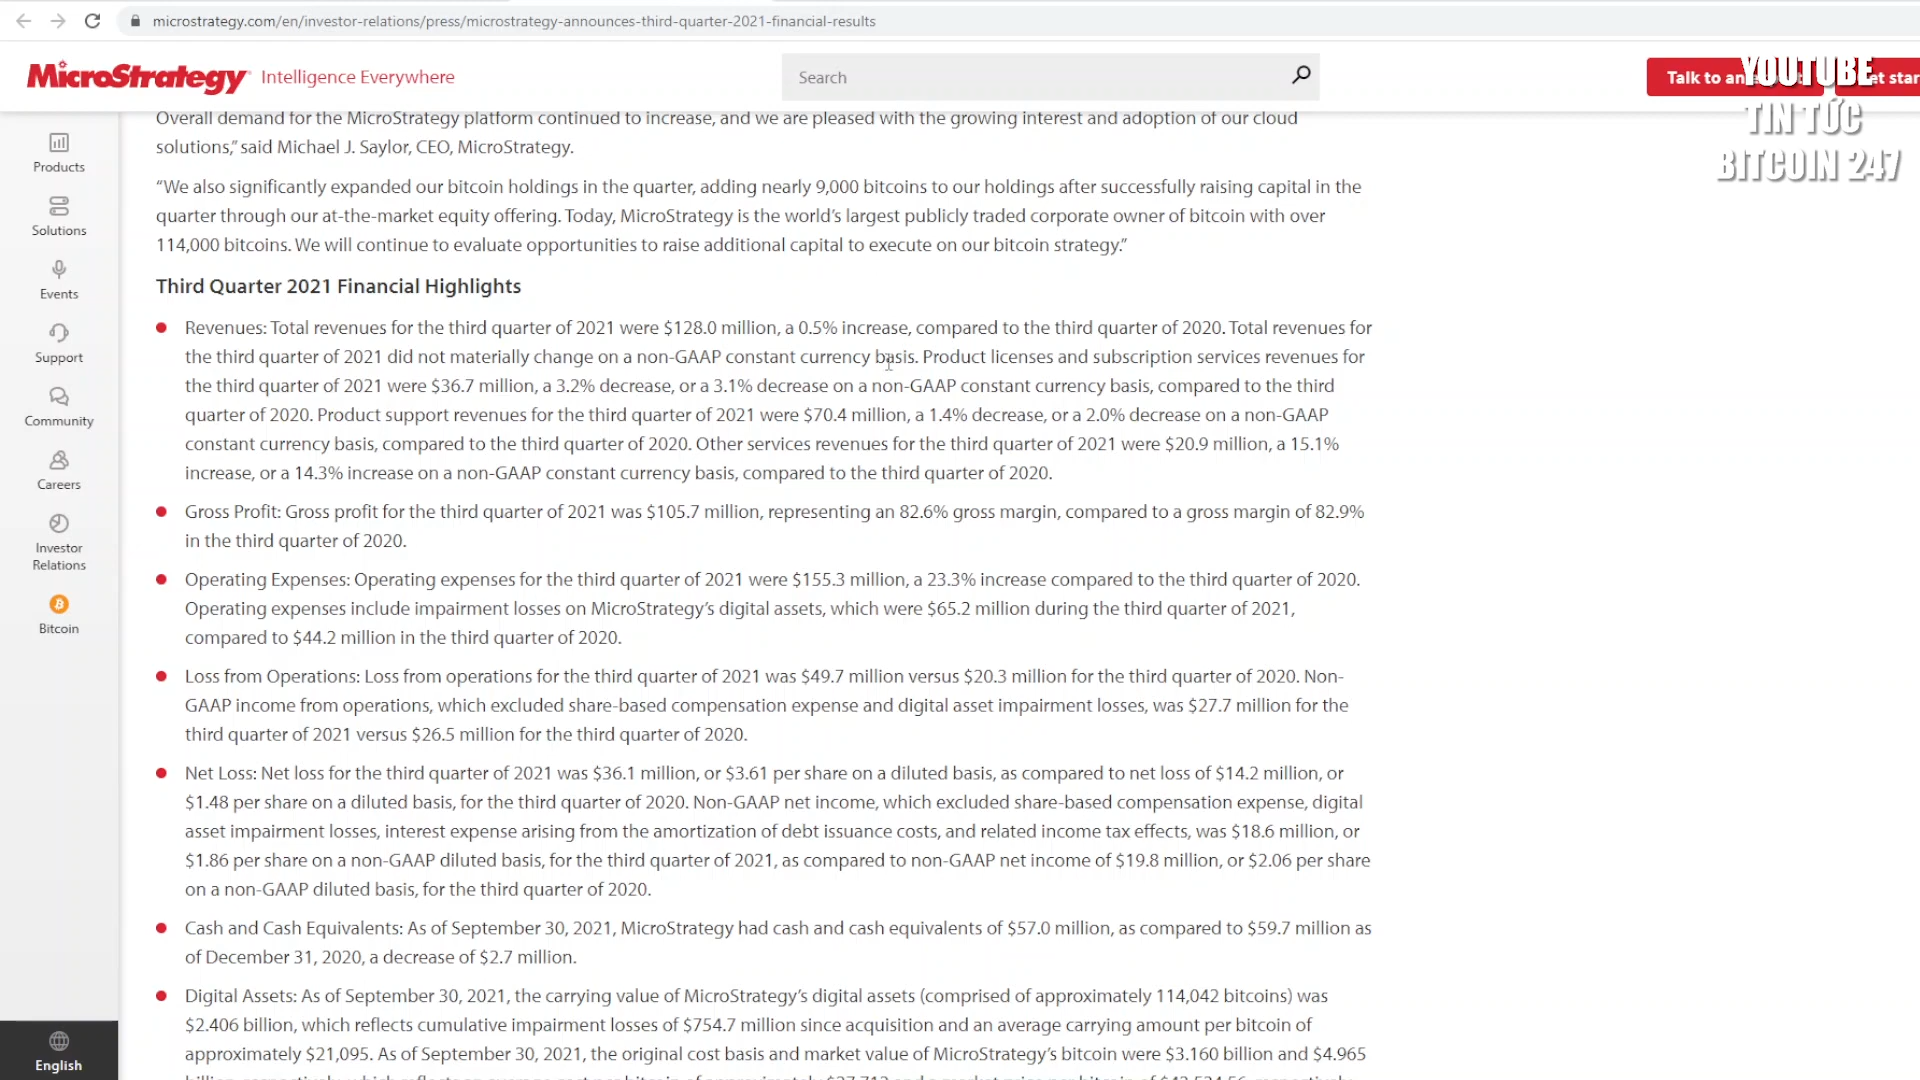 microstrategy.com/en/investor-relations/press/microstrategy-announces-third-quarter-2021-financial-results
MicroStrategy Intelligence Everywhere
Search
Talk to an
et star
YOUTUBE
TIN TỨC
BITCOIN 247
Products
Solutions
Events
Support
Community
Careers
Investor
Relations
Bitcoin
English
Overall demand for the MicroStrategy platform continued to increase, and we are pleased with the growing interest and adoption of our cloud
solutions,” said Michael J. Saylor, CEO, MicroStrategy.
“We also significantly expanded our bitcoin holdings in the quarter, adding nearly 9,000 bitcoins to our holdings after successfully raising capital in the
quarter through our at-the-market equity offering. Today, MicroStrategy is the world’s largest publicly traded corporate owner of bitcoin with over
114,000 bitcoins. We will continue to evaluate opportunities to raise additional capital to execute on our bitcoin strategy.”
Third Quarter 2021 Financial Highlights
Revenues: Total revenues for the third quarter of 2021 were $128.0 million, a 0.5% increase, compared to the third quarter of 2020. Total revenues for
the third quarter of 2021 did not materially change on a non-GAAP constant currency basis. Product licenses and subscription services revenues for
the third quarter of 2021 were $36.7 million, a 3.2% decrease, or a 3.1% decrease on a non-GAAP constant currency basis, compared to the third
quarter of 2020. Product support revenues for the third quarter of 2021 were $70.4 million, a 1.4% decrease, or a 2.0% decrease on a non-GAAP
constant currency basis, compared to the third quarter of 2020. Other services revenues for the third quarter of 2021 were $20.9 million, a 15.1%
increase, or a 14.3% increase on a non-GAAP constant currency basis, compared to the third quarter of 2020.
Gross Profit: Gross profit for the third quarter of 2021 was $105.7 million, representing an 82.6% gross margin, compared to a gross margin of 82.9%
in the third quarter of 2020.
Operating Expenses: Operating expenses for the third quarter of 2021 were $155.3 million, a 23.3% increase compared to the third quarter of 2020.
Operating expenses include impairment losses on MicroStrategy’s digital assets, which were $65.2 million during the third quarter of 2021,
compared to $44.2 million in the third quarter of 2020.
Loss from Operations: Loss from operations for the third quarter of 2021 was $49.7 million versus $20.3 million for the third quarter of 2020. Non-
GAAP income from operations, which excluded share-based compensation expense and digital asset impairment losses, was $27.7 million for the
third quarter of 2021 versus $26.5 million for the third quarter of 2020.
Net Loss: Net loss for the third quarter of 2021 was $36.1 million, or $3.61 per share on a diluted basis, as compared to net loss of $14.2 million, or
$1.48 per share on a diluted basis, for the third quarter of 2020. Non-GAAP net income, which excluded share-based compensation expense, digital
asset impairment losses, interest expense arising from the amortization of debt issuance costs, and related income tax effects, was $18.6 million, or
$1.86 per share on a non-GAAP diluted basis, for the third quarter of 2021, as compared to non-GAAP net income of $19.8 million, or $2.06 per share
on a non-GAAP diluted basis, for the third quarter of 2020.
Cash and Cash Equivalents: As of September 30, 2021, MicroStrategy had cash and cash equivalents of $57.0 million, as compared to $59.7 million as
of December 31, 2020, a decrease of $2.7 million.
Digital Assets: As of September 30, 2021, the carrying value of MicroStrategy’s digital assets (comprised of approximately 114,042 bitcoins) was
$2.406 billion, which reflects cumulative impairment losses of $754.7 million since acquisition and an average carrying amount per bitcoin of
approximately $21,095. As of September 30, 2021, the original cost basis and market value of MicroStrategy’s bitcoin were $3.160 billion and $4.965